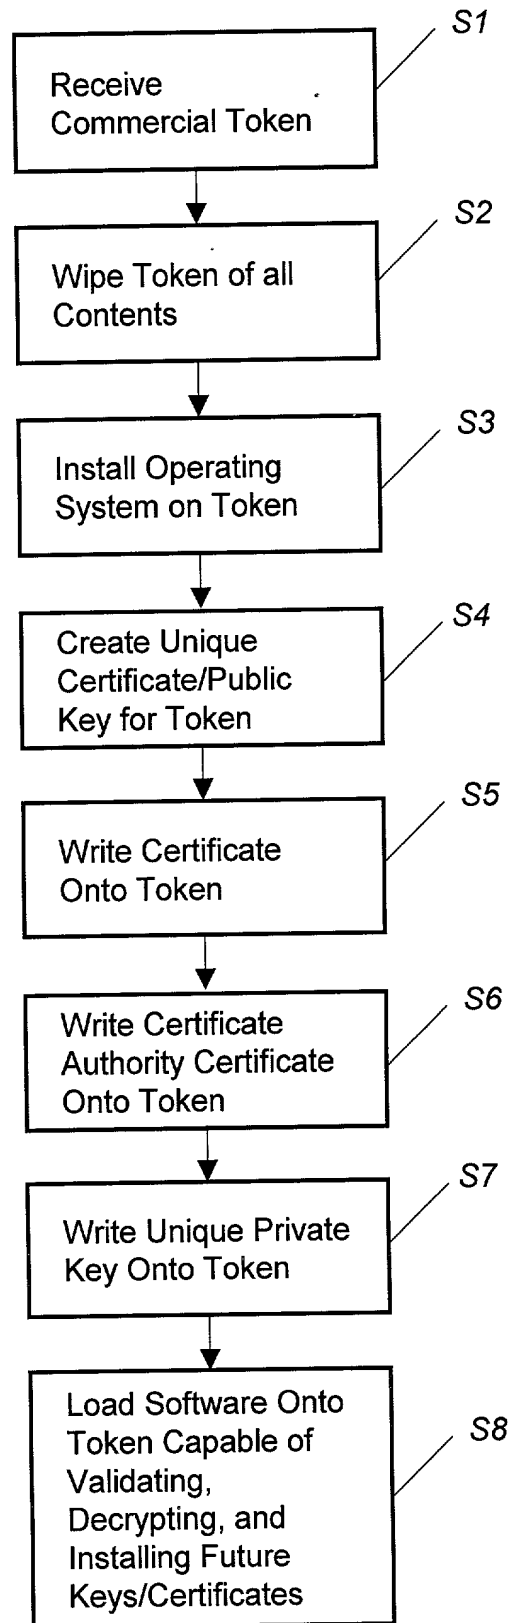 S1
Receive
Commercial Token
S2
Wipe Token of all
Contents
S3
Install Operating
System on Token
S4
Create Unique
Certificate/Public
Key for Token
S5
Write Certificate
Onto Token
S6
Write Certificate
Authority Certificate
Onto Token
S7
Write Unique Private
Key Onto Token
S8
Load Software Onto
Token Capable of
Validating,
Decrypting, and
Installing Future
Keys/Certificates